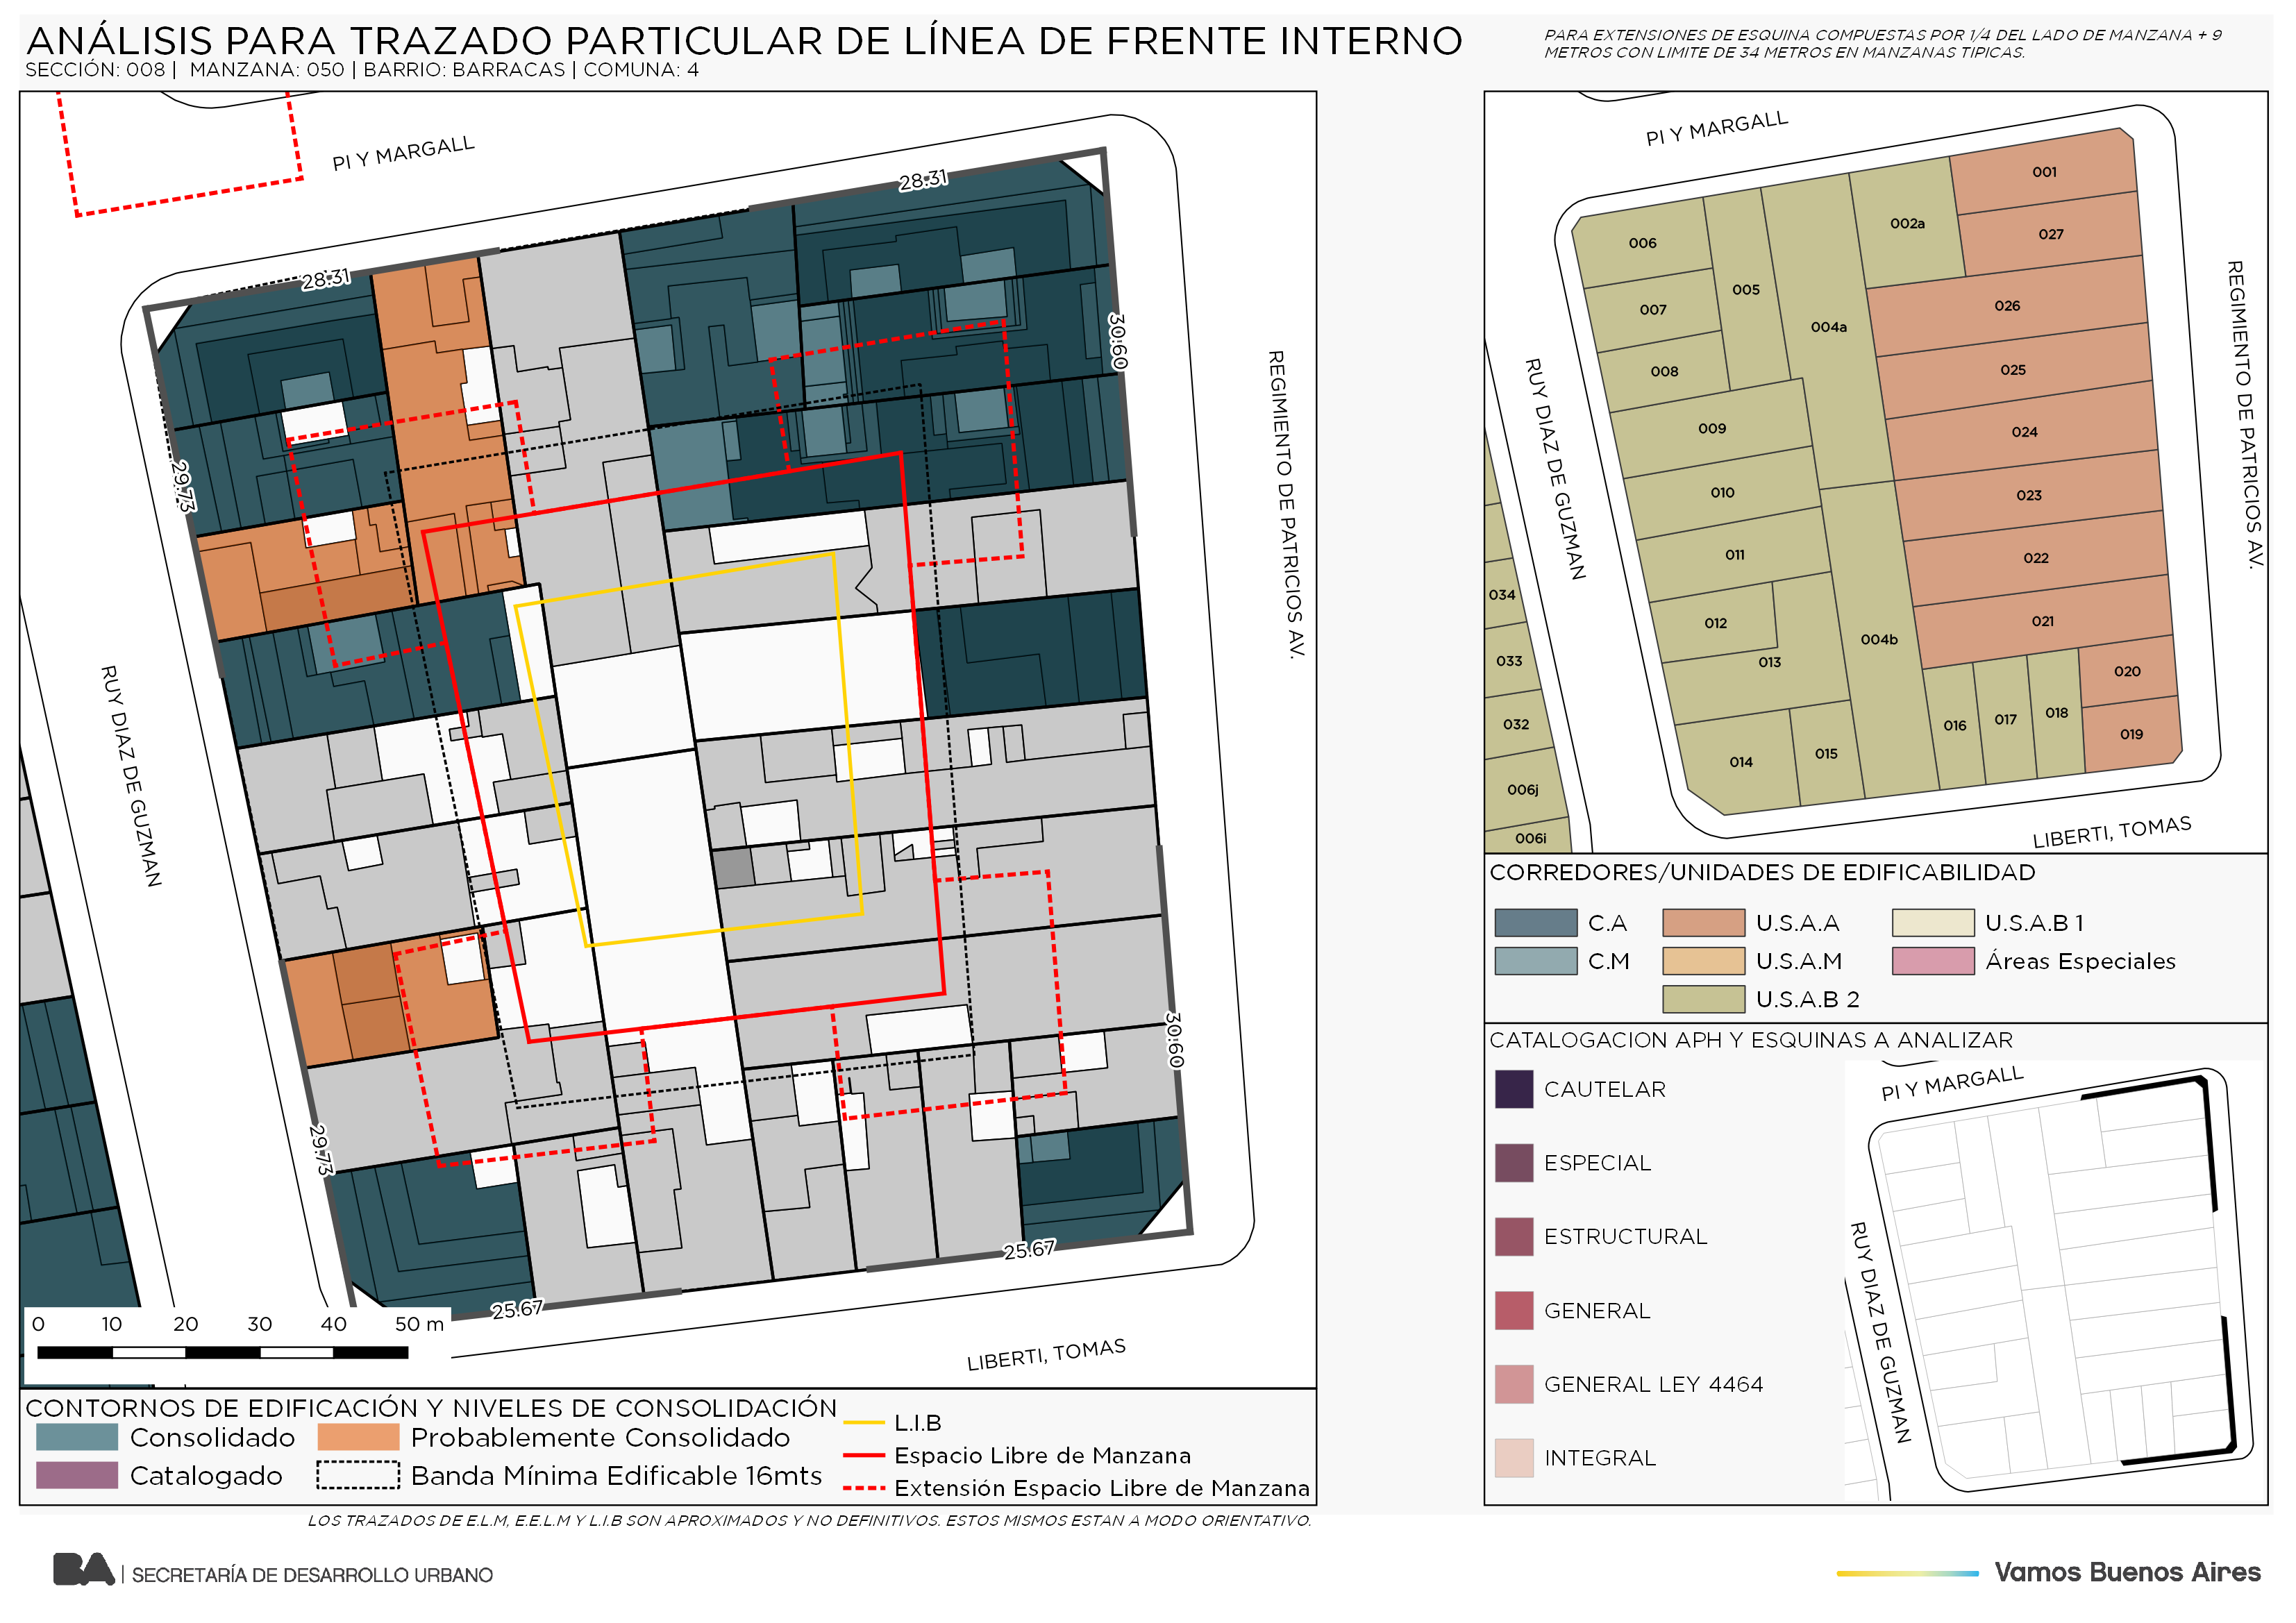 ANÁLISIS PARA TRAZADO PARTICULAR DE LÍNEA DE FRENTE INTERNO
SECCIÓN: 008 | MANZANA: 050 | BARRIO: BARRACAS | COMUNA: 4
PARA EXTENSIONES DE ESQUINA COMPUESTAS POR 1/4 DEL LADO DE MANZANA + 9
METROS CON LIMITE DE 34 METROS EN MANZANAS TIPICAS.
PI Y MARGALL
28.31
28.31
30.60
29.73
REGIMIENTO DE PATRICIOS AV.
RUY DIAZ DE GUZMAN
30.60
29.73
25.67
25.67
LIBERTI, TOMAS
0 10 20 30 40 50 m
CONTORNOS DE EDIFICACIÓN Y NIVELES DE CONSOLIDACIÓN
Consolidado
Probablemente Consolidado
Catalogado
Banda Mínima Edificable 16mts
L.I.B
Espacio Libre de Manzana
Extensión Espacio Libre de Manzana
LOS TRAZADOS DE E.L.M, E.E.L.M Y L.I.B SON APROXIMADOS Y NO DEFINITIVOS. ESTOS MISMOS ESTAN A MODO ORIENTATIVO.
PI Y MARGALL
001
002a
006
027
005
007
026
004a
008
025
009
024
010
023
011
022
012
021
004b
013
020
016
017
018
019
014
015
034
033
032
006j
006i
RUY DIAZ DE GUZMAN
REGIMIENTO DE PATRICIOS AV.
LIBERTI, TOMAS
CORREDORES/UNIDADES DE EDIFICABILIDAD
C.A
U.S.A.A
U.S.A.B 1
C.M
U.S.A.M
Áreas Especiales
U.S.A.B 2
CATALOGACION APH Y ESQUINAS A ANALIZAR
CAUTELAR
ESPECIAL
ESTRUCTURAL
GENERAL
GENERAL LEY 4464
INTEGRAL
PI Y MARGALL
RUY DIAZ DE GUZMAN
BA | SECRETARÍA DE DESARROLLO URBANO
Vamos Buenos Aires